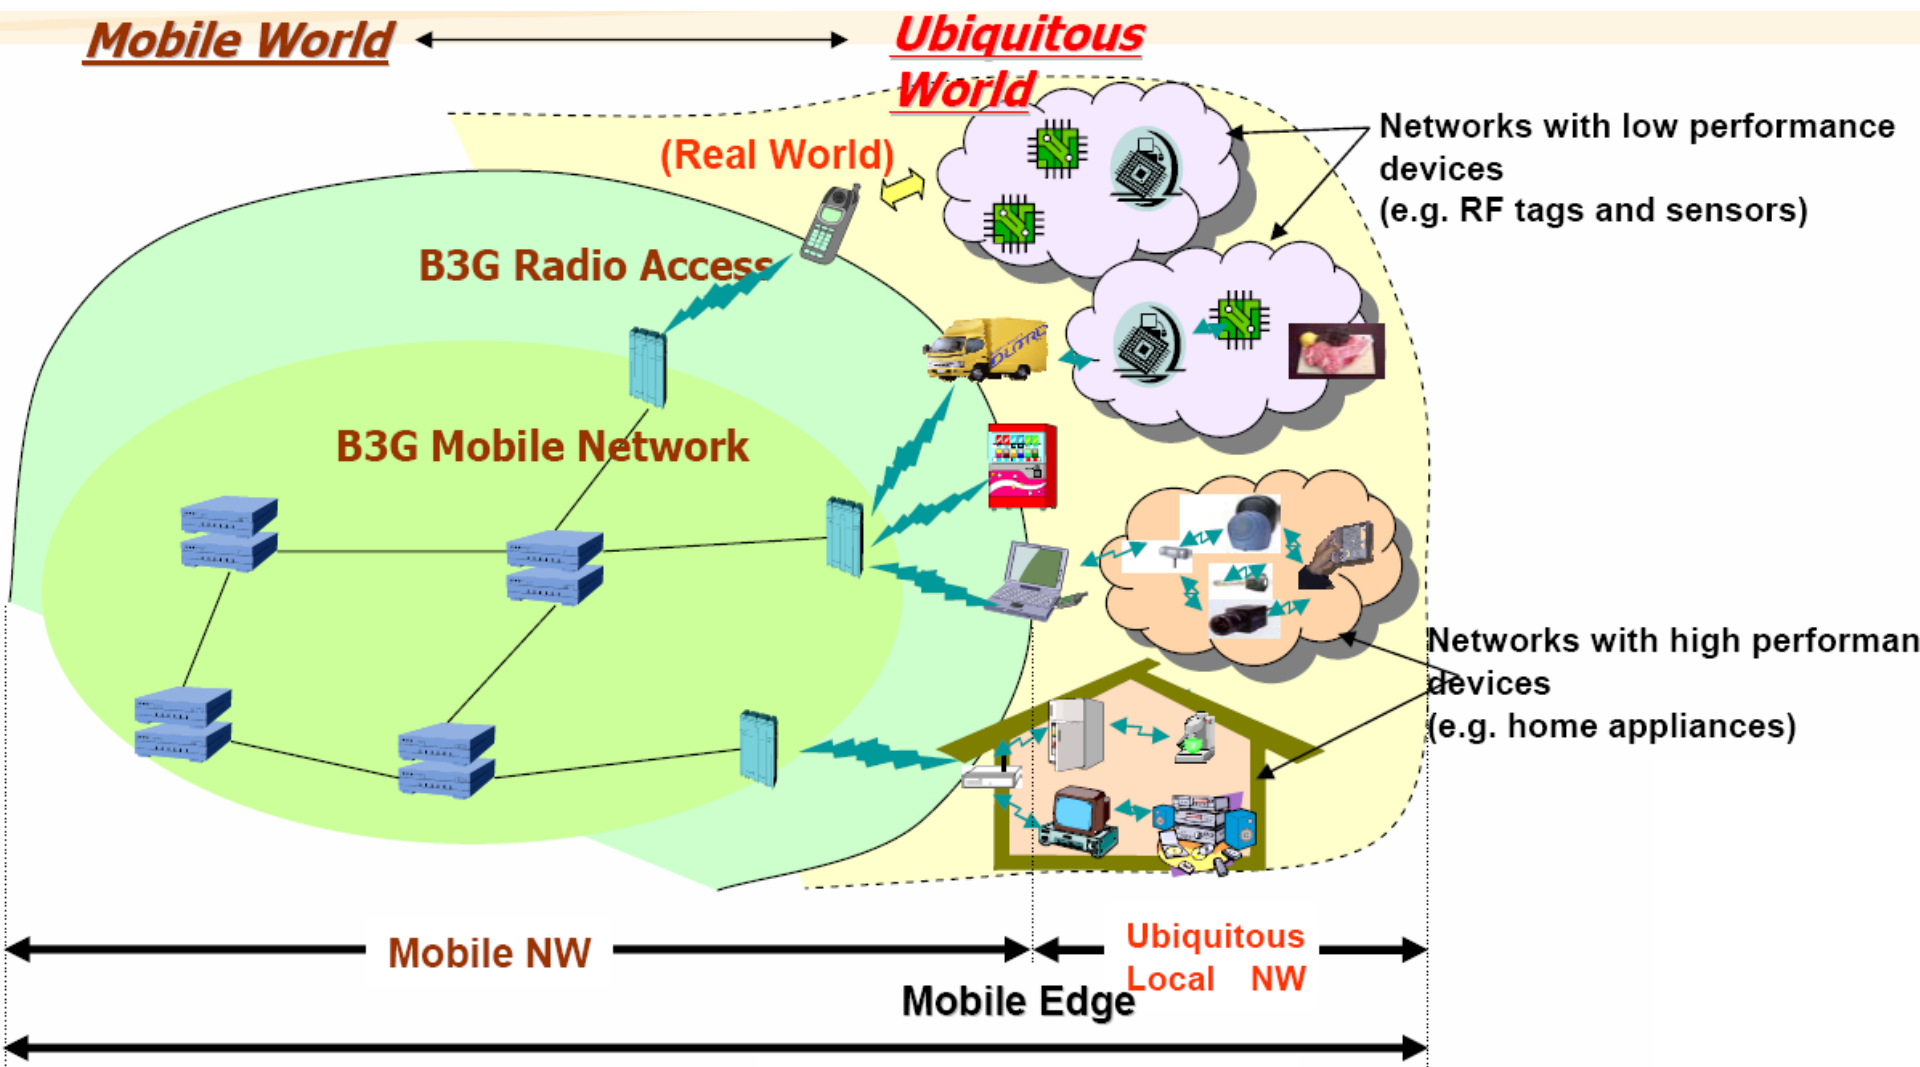 Mobile World
Ubiquitous
World
(Real World)
Networks with low performance
devices
(e.g. RF tags and sensors)
B3G Radio Access
B3G Mobile Network
Networks with high performan
devices
(e.g. home appliances)
Mobile NW
Ubiquitous
Local NW
Mobile Edge